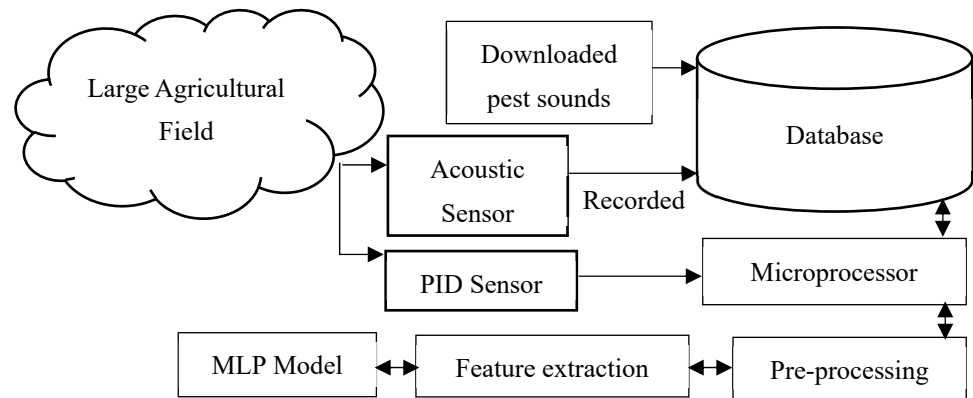 Large Agricultural
Field
Downloaded
pest sounds
Database
Acoustic
Sensor
Recorded
PID Sensor
Microprocessor
MLP Model
Feature extraction
Pre-processing